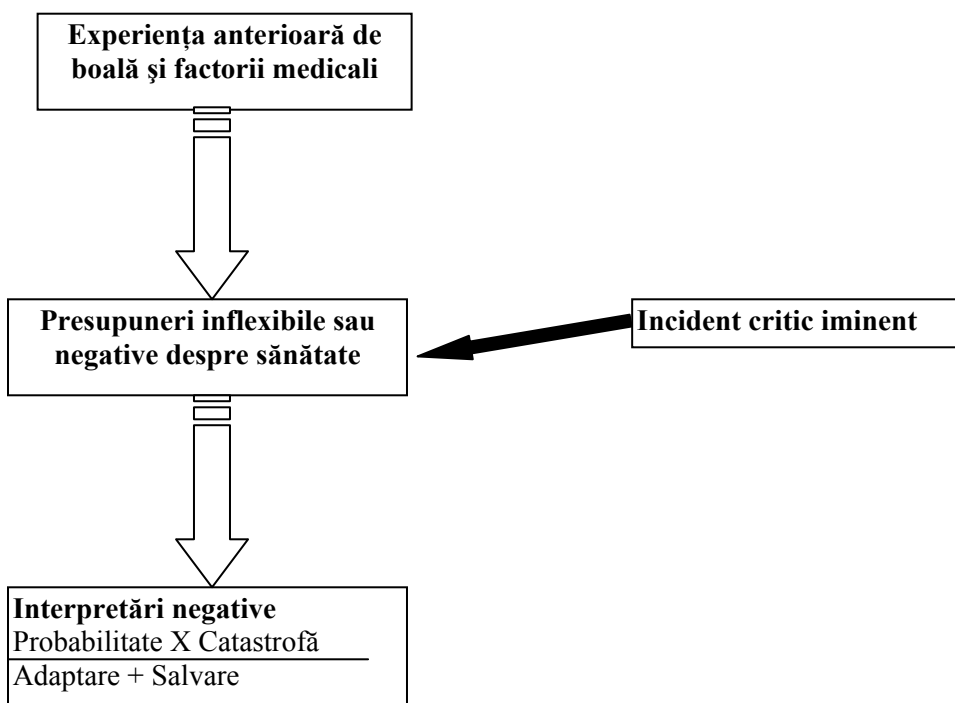 Experiența anterioară de
boală şi factorii medicali
Presupuneri inflexibile sau
negative despre sănătate
Incident critic iminent
Interpretări negative
Probabilitate X Catastrofă
Adaptare + Salvare